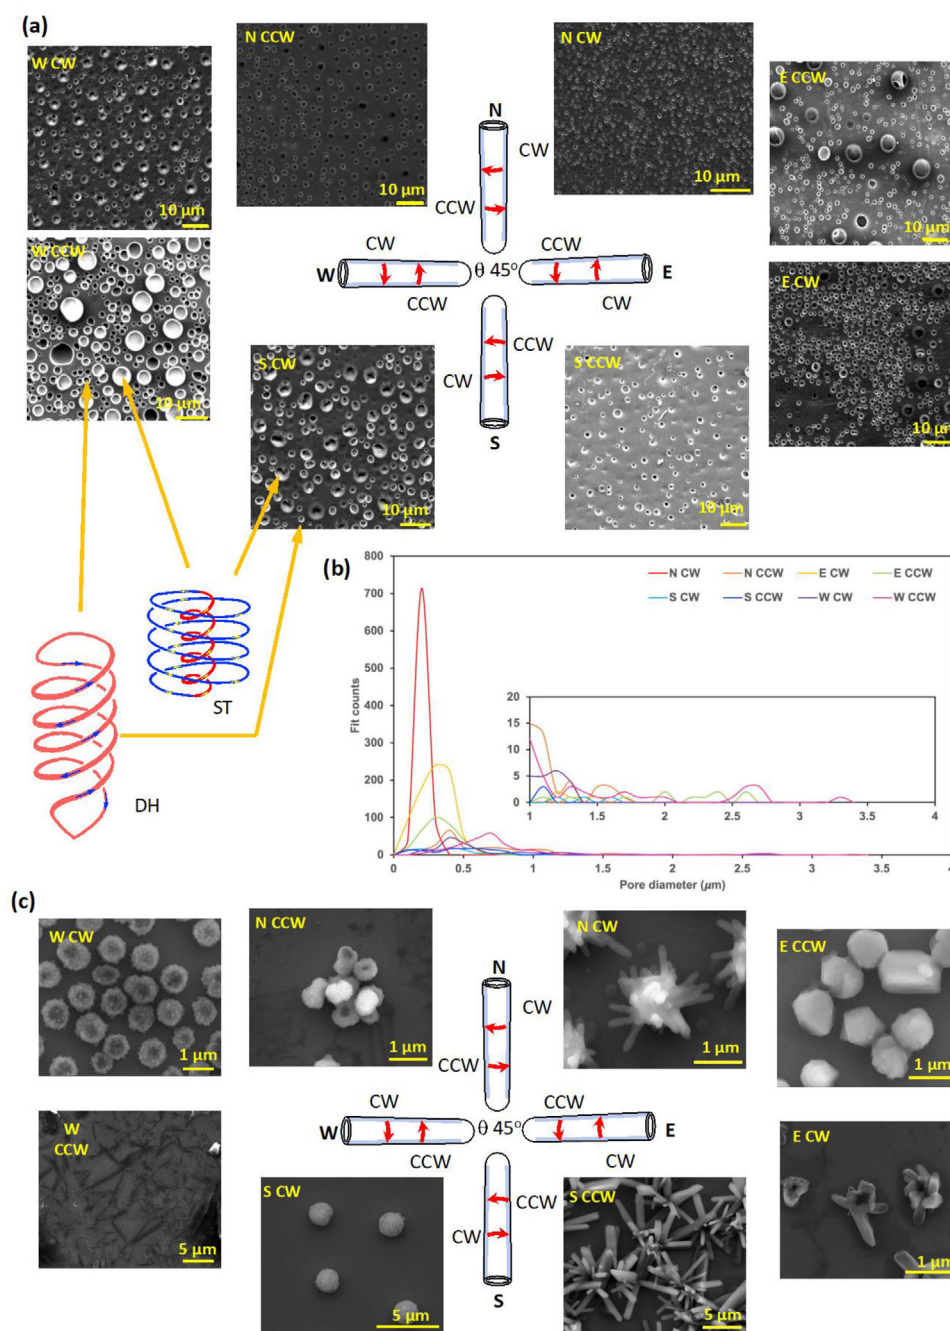 (a)
W CW
10 µm
N CCW
10 µm
N CW
10 µm
E CCW
10 µm
W CCW
10 µm
N
CW
CCW
CW
CCW
W
θ 45°
E
CCW
CW
CCW
CW
S
E CW
10 µm
S CW
10 µm
S CCW
10 µm
ST
DH
(b)
800
700
600
500
400
300
200
100
0
Fit counts
N CW
N CCW
E CW
E CCW
S CW
S CCW
W CW
W CCW
20
15
10
5
0
1
1.5
2
2.5
3
3.5
4
0
0.5
1
1.5
2
2.5
3
3.5
4
Pore diameter (µm)
(c)
W CW
1 µm
N CCW
1 µm
N CW
1 µm
E CCW
1 µm
N
CW
CCW
CW
CCW
W
θ 45°
E
CCW
CW
CCW
CW
S
W
CCW
5 µm
S CW
5 µm
S CCW
5 µm
E CW
1 µm